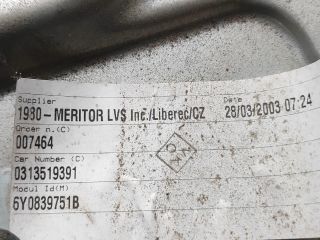 Supplier Date
1980 - MERITOR LVS Inc./Liberec/CZ 28/03/2003 07:24
Order n.(C)
007464
Car Number (C)
0313519391
Modul Id(M)
6Y0839751B